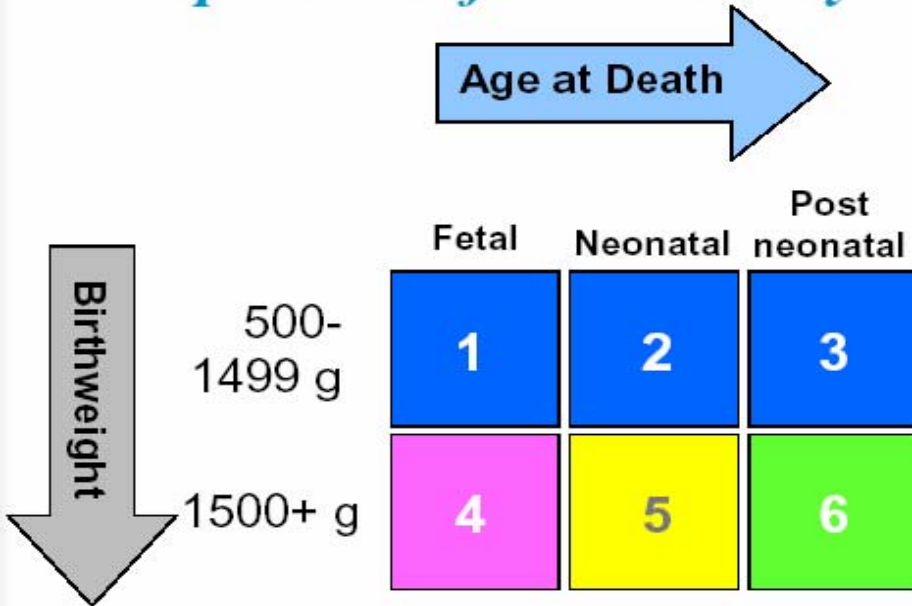 Age at Death
Fetal
Neonatal
Post
neonatal
Birthweight
500-
1499 g
1
2
3
1500+ g
4
5
6